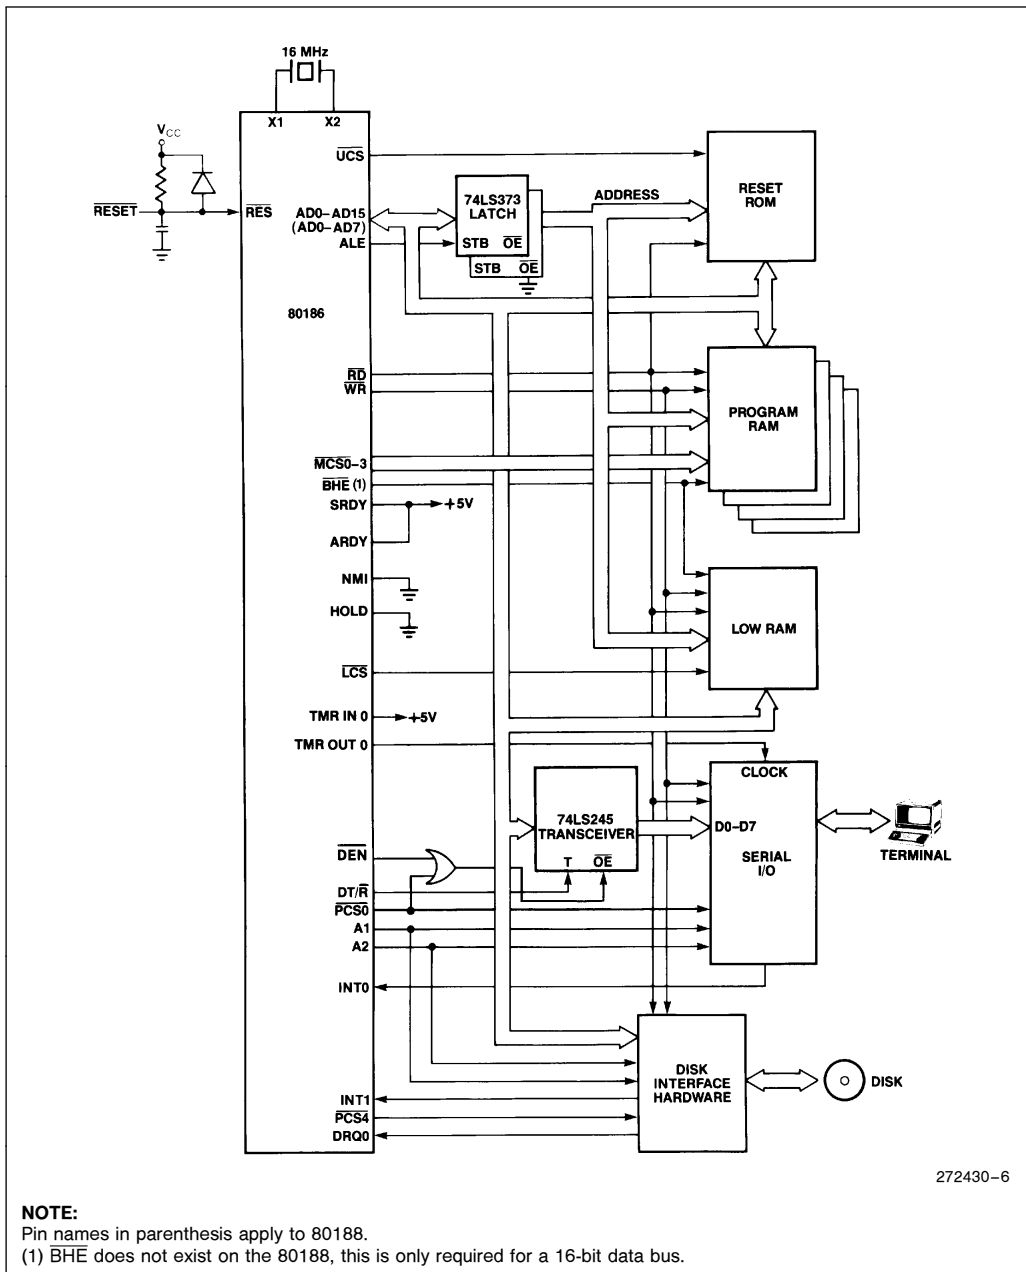 16 MHz
X1 X2
VCC
RESET
RES
UCS
AD0–AD15
(AD0–AD7)
ALE
74LS373
LATCH
STB OE
STB OE
ADDRESS
RESET
ROM
80186
RD
WR
PROGRAM
RAM
MCS0–3
BHE (1)
SRDY
+5V
ARDY
NMI
HOLD
LOW RAM
LCS
TMR IN 0
+5V
TMR OUT 0
CLOCK
74LS245
TRANSCEIVER
T OE
D0–D7
SERIAL
I/O
TERMINAL
DEN
DT/R
PCS0
A1
A2
INT0
DISK
INTERFACE
HARDWARE
DISK
INT1
PCS4
DRQ0
272430–6
NOTE:
Pin names in parenthesis apply to 80188.
(1) BHE does not exist on the 80188, this is only required for a 16-bit data bus.